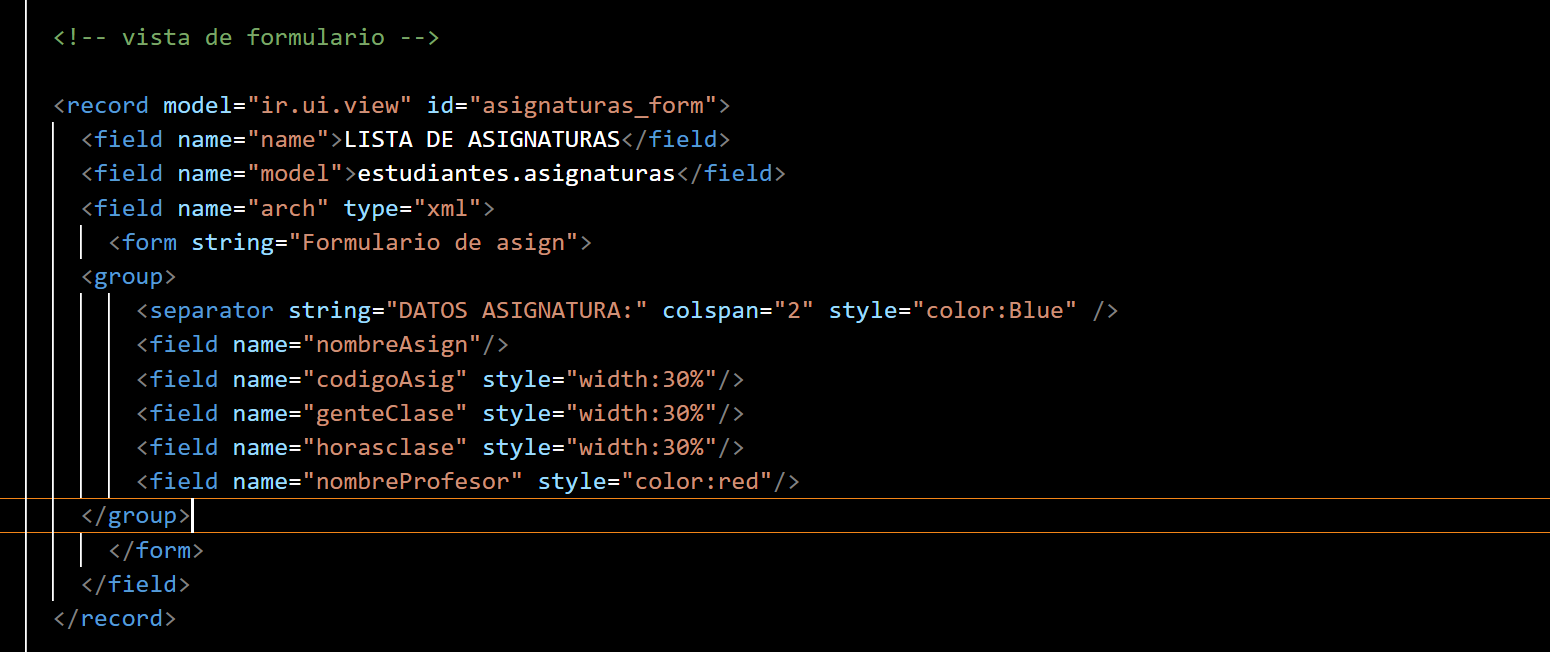 <!-- vista de formulario -->
<record model="ir.ui.view" id="asignaturas_form">
<field name="name">LISTA DE ASIGNATURAS</field>
<field name="model">estudiantes.asignaturas</field>
<field name="arch" type="xml">
<form string="Formulario de asign">
<group>
<separator string="DATOS ASIGNATURA:" colspan="2" style="color:Blue" />
<field name="nombreAsign"/>
<field name="codigoAsig" style="width:30%"/>
<field name="genteClase" style="width:30%"/>
<field name="horasclase" style="width:30%"/>
<field name="nombreProfesor" style="color:red"/>
</group>
</form>
</field>
</record>